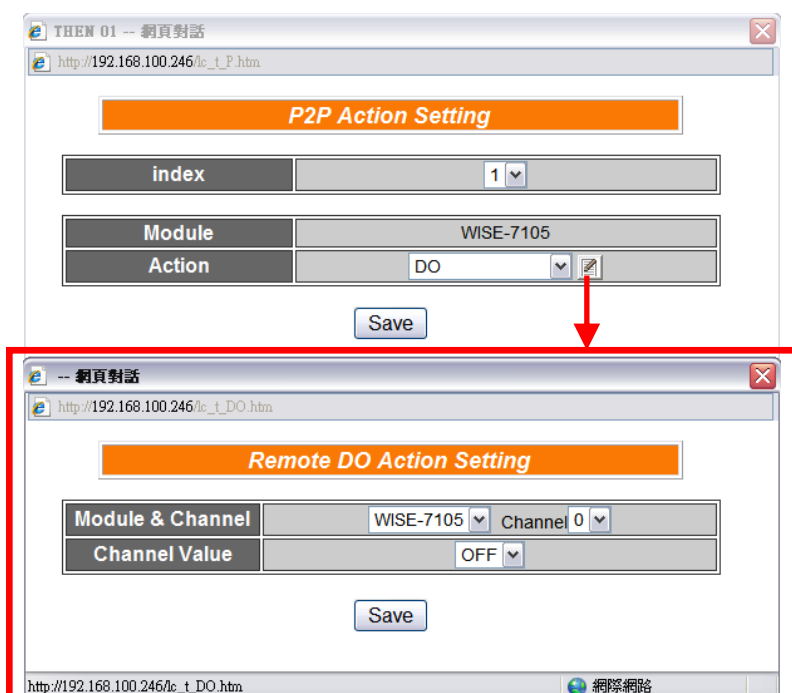 THEN 01 -- 網頁對話
http://192.168.100.246/lc_t_P.htm
P2P Action Setting
index 1
Module WISE-7105
Action DO
Save
-- 網頁對話
http://192.168.100.246/lc_t_DO.htm
Remote DO Action Setting
Module & Channel WISE-7105 Channel 0
Channel Value OFF
Save
http://192.168.100.246/lc_t_DO.htm 網際網路